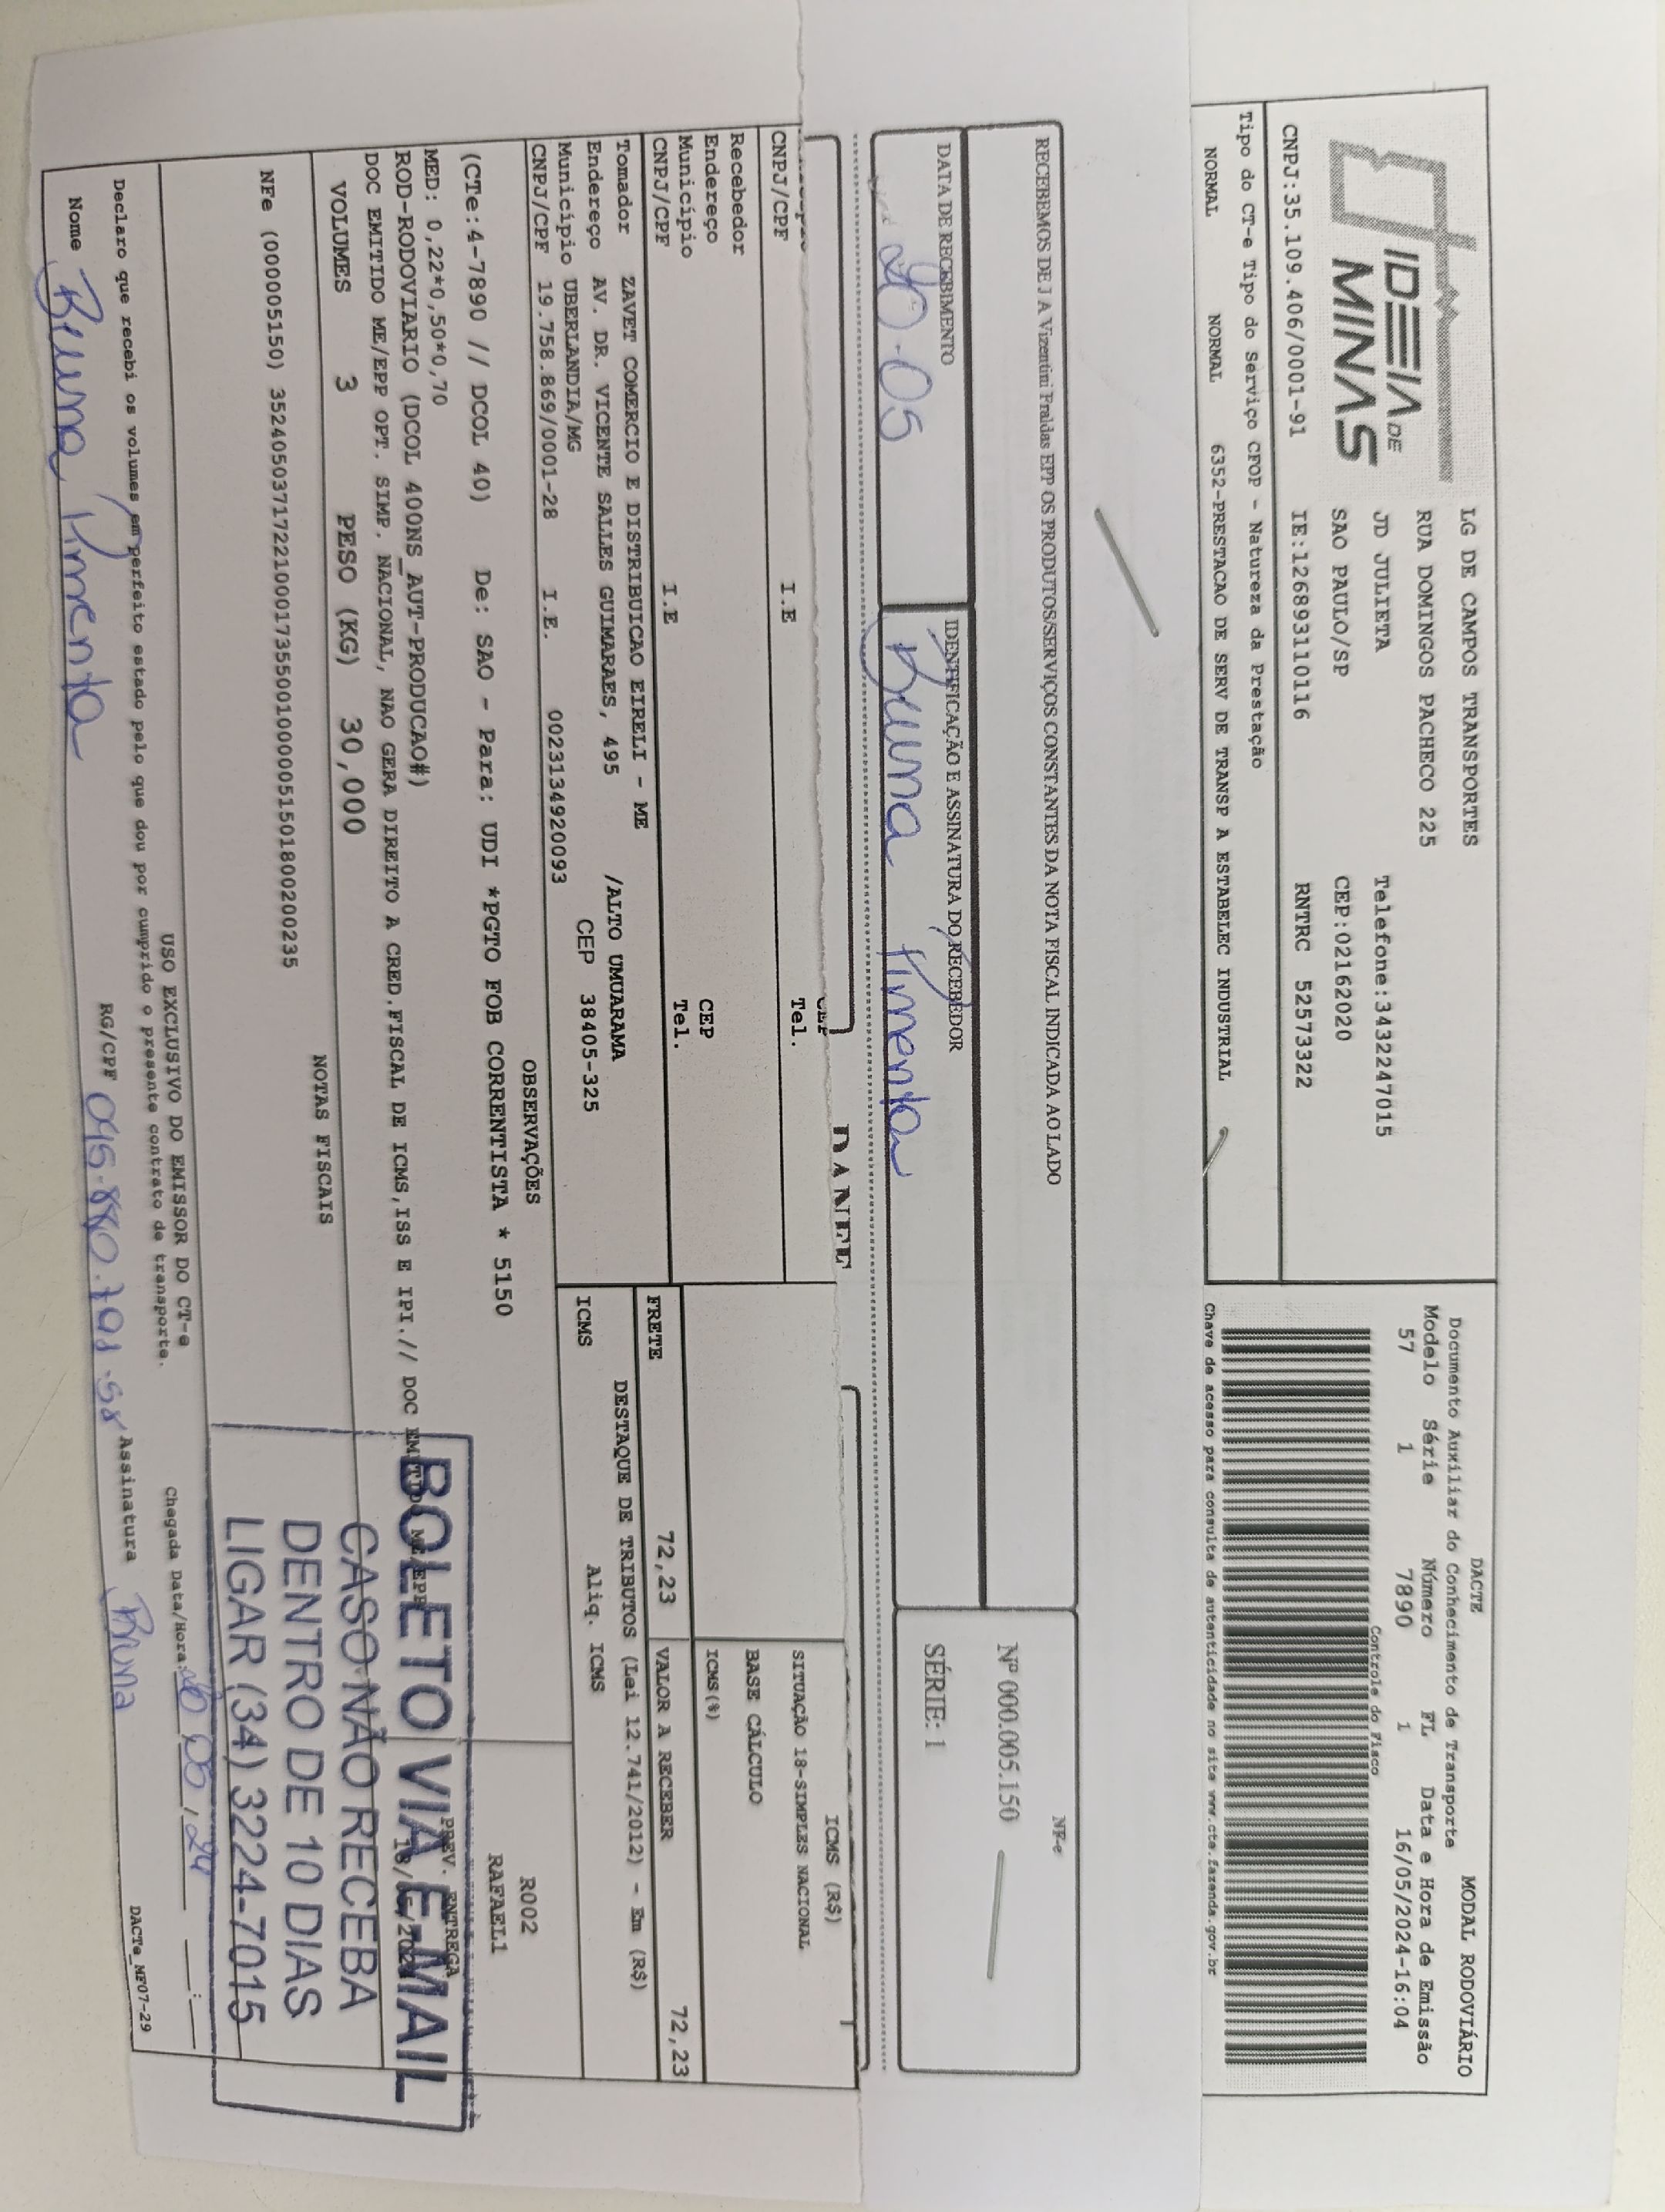 IDEIA DE
MINAS
LG DE CAMPOS TRANSPORTES
RUA DOMINGOS PACHECO 225
JD JULIETA Telefone:3432247015
SAO PAULO/SP CEP:02162020
CNPJ:35.109.406/0001-91 IE:126893110116 RNTRC 52573322
Tipo do CT-e Tipo do Serviço CFOP - Natureza da Prestação
NORMAL NORMAL 6352-PRESTACAO DE SERV DE TRANSP A ESTABELEC INDUSTRIAL
DACTE MODAL RODOVIÁRIO
Documento Auxiliar do Conhecimento de Transporte
Modelo Série Número FL Data e Hora de Emissão
57 1 7890 1 16/05/2024-16:04
Controle do Fisco
Chave de acesso para consulta de autenticidade no site www.cte.fazenda.gov.br
RECEBEMOS DE J A Vizentini Fraldas EPP OS PRODUTOS/SERVIÇOS CONSTANTES DA NOTA FISCAL INDICADA AO LADO
NF-e
Nº 000.005.150
SÉRIE: 1
DATA DE RECEBIMENTO IDENTIFICAÇÃO E ASSINATURA DO RECEBEDOR
20-05 Bruna Pimenta
DANFE
CEP
CNPJ/CPF I.E Tel.
Recebedor
Endereço
Município CEP
CNPJ/CPF I.E Tel.
ICMS (R$)
SITUAÇÃO 18-SIMPLES NACIONAL
BASE CÁLCULO
ICMS(%)
FRETE 72,23 VALOR A RECEBER 72,23
Tomador ZAVET COMERCIO E DISTRIBUICAO EIRELI - ME
Endereço AV. DR. VICENTE SALLES GUIMARAES, 495 /ALTO UMUARAMA
Município UBERLANDIA/MG CEP 38405-325
CNPJ/CPF 19.758.869/0001-28 I.E. 0023134920093
DESTAQUE DE TRIBUTOS (Lei 12.741/2012) - Em (R$)
ICMS Aliq. ICMS
OBSERVAÇÕES
R002
RAFAEL1
(CTe:4-7890 // DCOL 40) De: SAO - Para: UDI *PGTO FOB CORRENTISTA * 5150
MED: 0,22*0,50*0,70
ROD-RODOVIARIO (DCOL 400NS_AUT-PRODUCAO#)
DOC EMITIDO ME/EPP OPT. SIMP. NACIONAL, NAO GERA DIREITO A CRED.FISCAL DE ICMS,ISS E IPI.// DOC EMITIDO ME/EPP
PREV. ENTREGA
VOLUMES 3 PESO (KG) 30,000
NOTAS FISCAIS
NFe (000005150) 35240503717221000173550010000051501800200235
BOLETO VIA E-MAIL
CASO NÃO RECEBA
DENTRO DE 10 DIAS
LIGAR (34) 3224-7015
USO EXCLUSIVO DO EMISSOR DO CT-e
Declaro que recebi os volumes em perfeito estado pelo que dou por cumprido o presente contrato de transporte.
Chegada Data/Hora: 20/05/24 :
Nome Bruna Pimenta RG/CPF Assinatura Bruna
DACTe_MF07-29